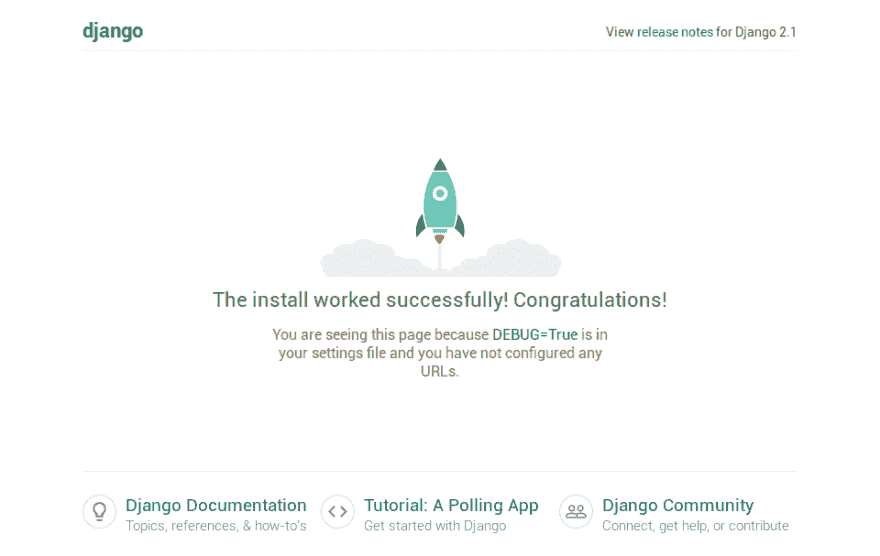 django
View release notes for Django 2.1
The install worked successfully! Congratulations!
You are seeing this page because DEBUG=True is in
your settings file and you have not configured any
URLs.
Django Documentation
Topics, references, & how-to's
Tutorial: A Polling App
Get started with Django
Django Community
Connect, get help, or contribute